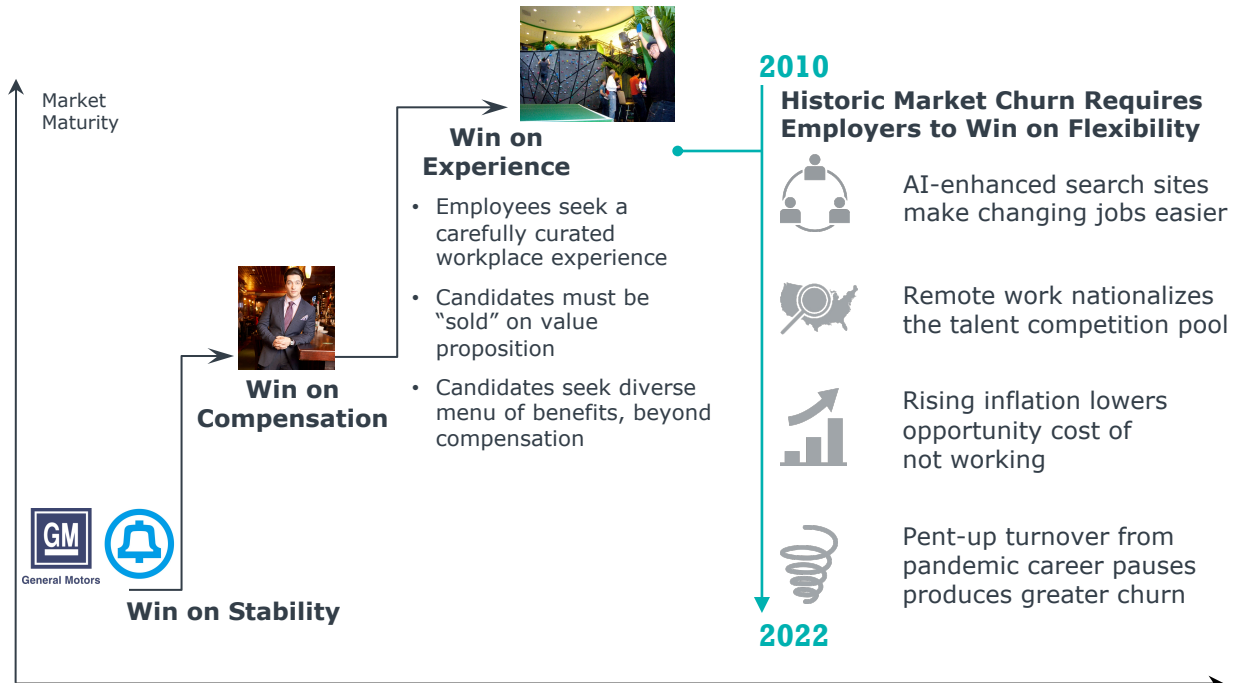 Market
Maturity
GM
General Motors
Win on Stability
Win on
Compensation
Win on
Experience
• Employees seek a
carefully curated
workplace experience
• Candidates must be
“sold” on value
proposition
• Candidates seek diverse
menu of benefits, beyond
compensation
2010
Historic Market Churn Requires
Employers to Win on Flexibility
AI-enhanced search sites
make changing jobs easier
Remote work nationalizes
the talent competition pool
Rising inflation lowers
opportunity cost of
not working
Pent-up turnover from
pandemic career pauses
produces greater churn
2022